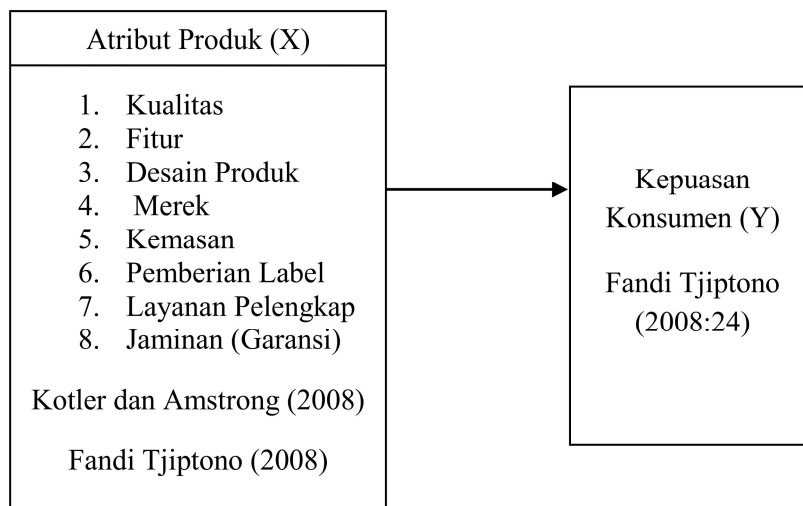 Atribut Produk (X)
1. Kualitas
2. Fitur
3. Desain Produk
4. Merek
5. Kemasan
6. Pemberian Label
7. Layanan Pelengkap
8. Jaminan (Garansi)
Kotler dan Amstrong (2008)
Fandi Tjiptono (2008)
Kepuasan
Konsumen (Y)
Fandi Tjiptono
(2008:24)